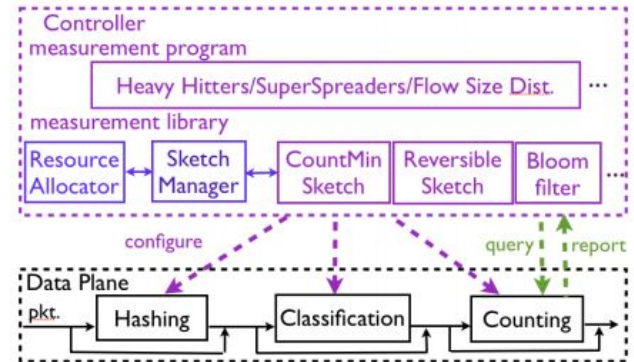 Controller
measurement program
Heavy Hitters/SuperSpreaders/Flow Size Dist. ...
measurement library
Resource Allocator
Sketch Manager
CountMin Sketch
Reversible Sketch
Bloom filter
...
configure
query
report
Data Plane
pkt.
Hashing
Classification
Counting